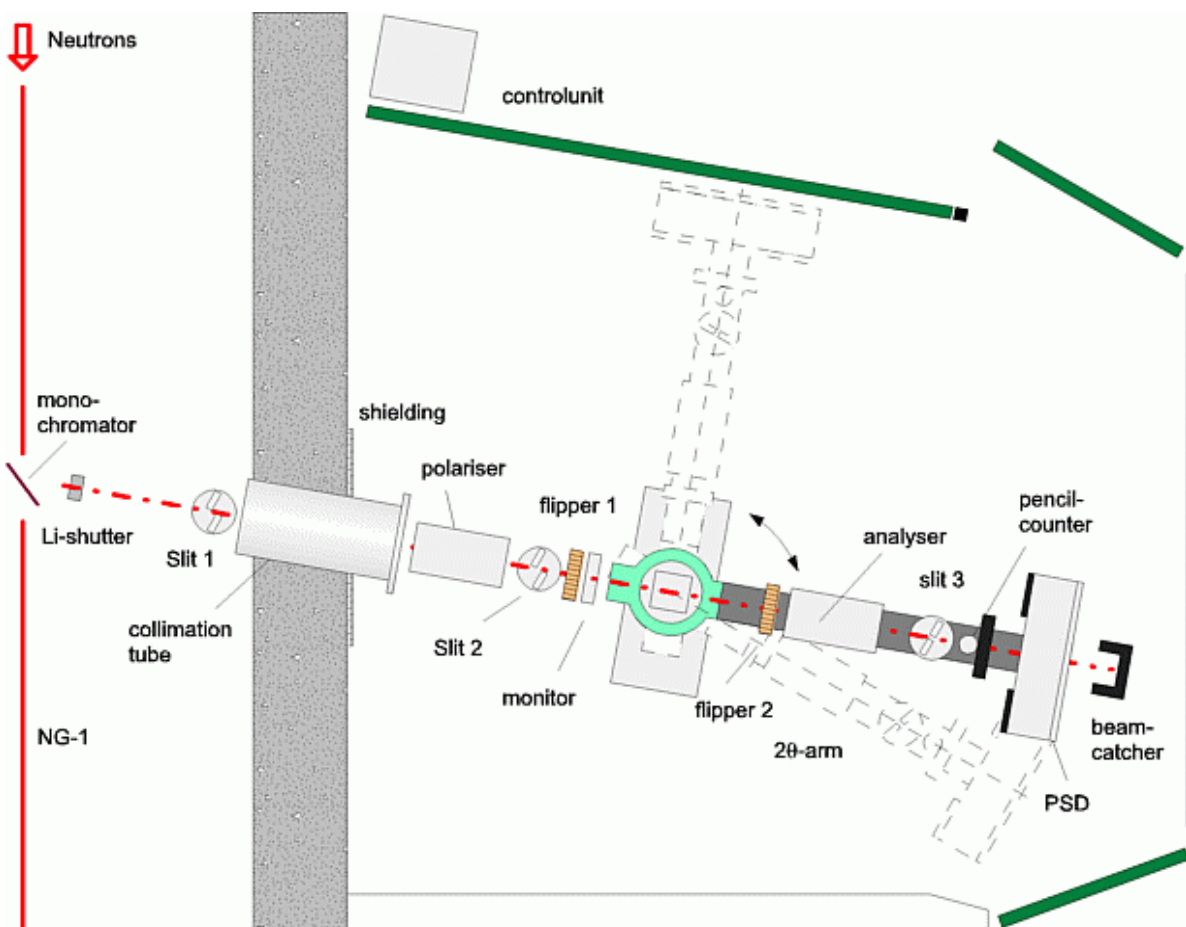 Neutrons
controlunit
mono-
chromator
shielding
polariser
flipper 1
pencil-
counter
analyser
slit 3
Li-shutter
Slit 1
collimation
tube
Slit 2
monitor
flipper 2
2θ-arm
beam-
catcher
PSD
NG-1